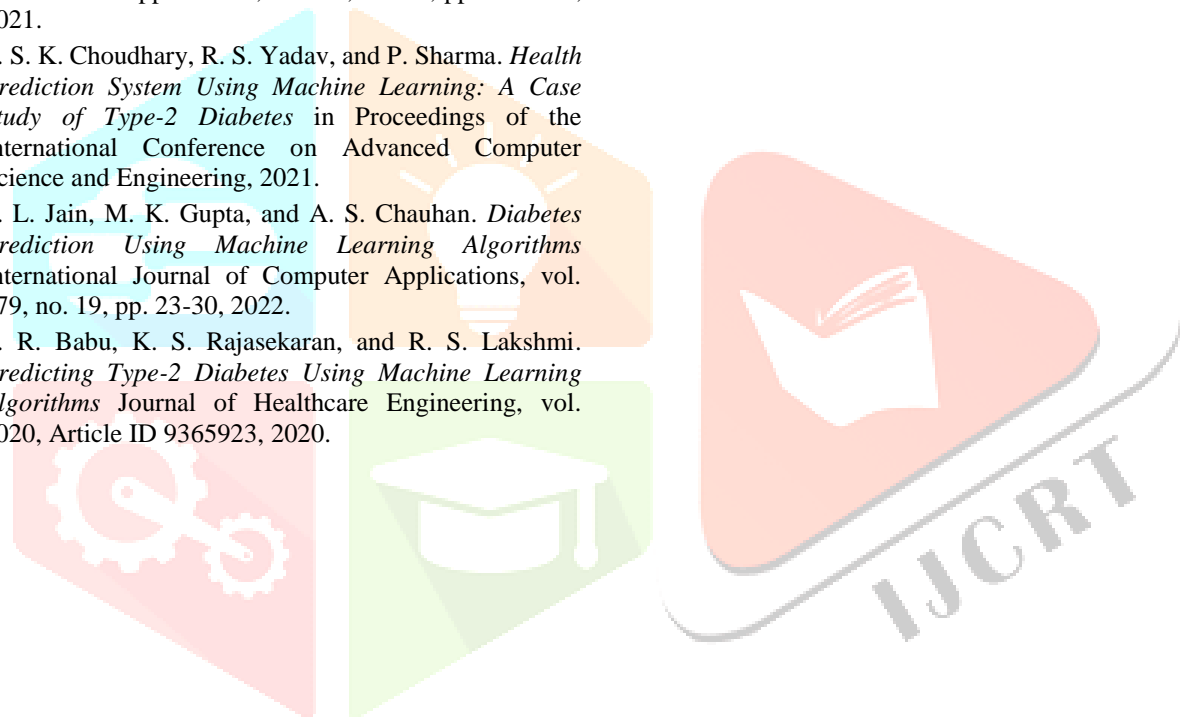 021.
. S. K. Choudhary, R. S. Yadav, and P. Sharma. Health
rediction System Using Machine Learning: A Case
tudy of Type-2 Diabetes in Proceedings of the
nternational Conference on Advanced Computer
cience and Engineering, 2021.
. L. Jain, M. K. Gupta, and A. S. Chauhan. Diabetes
rediction Using Machine Learning Algorithms
nternational Journal of Computer Applications, vol.
79, no. 19, pp. 23-30, 2022.
. R. Babu, K. S. Rajasekaran, and R. S. Lakshmi.
redicting Type-2 Diabetes Using Machine Learning
lgorithms Journal of Healthcare Engineering, vol.
020, Article ID 9365923, 2020.
IJCRT